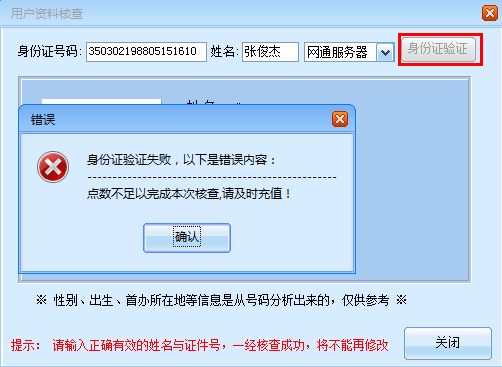 用户资料核查
身份证号码: 350302198805151610 姓名: 张俊杰 网通服务器 身份证验证
错误
身份证验证失败，以下是错误内容：
--------------------------------------------------
点数不足以完成本次核查,请及时充值！
确认
※ 性别、出生、首办所在地等信息是从号码分析出来的，仅供参考 ※
提示： 请输入正确有效的姓名与证件号，一经核查成功，将不能再修改
关闭